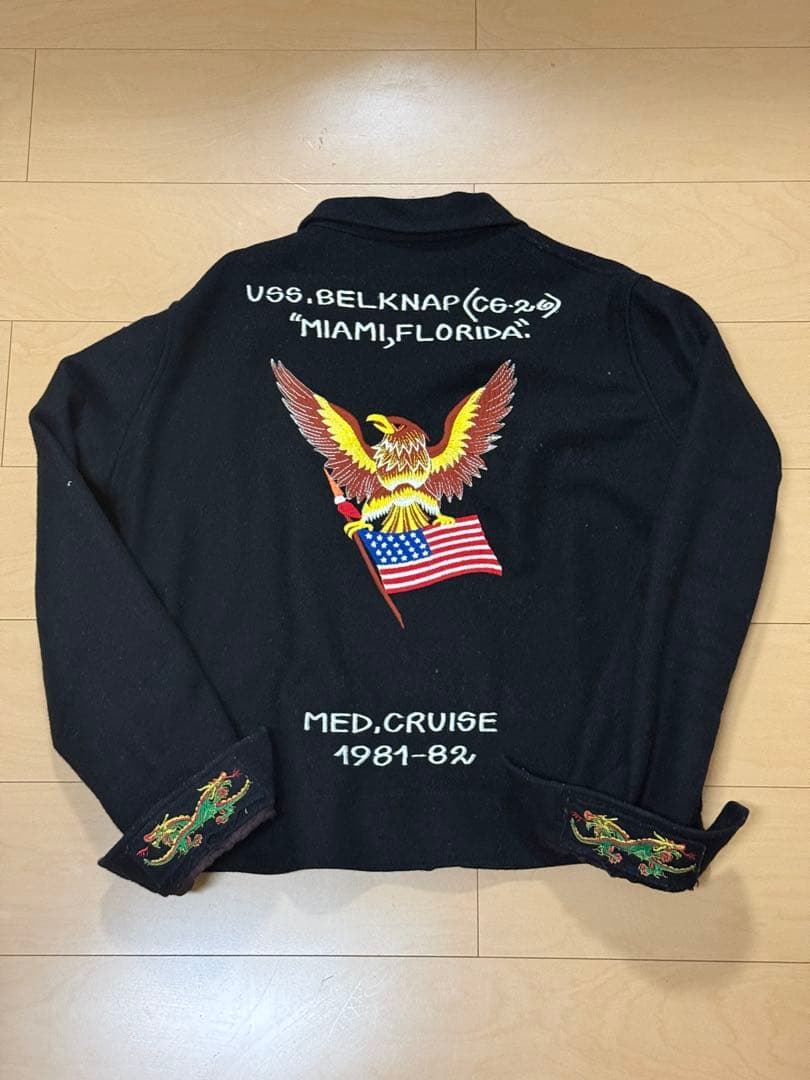 USS.BELKNAP (CG-26)
"MIAMI, FLORIDA".
MED. CRUISE
1981-82